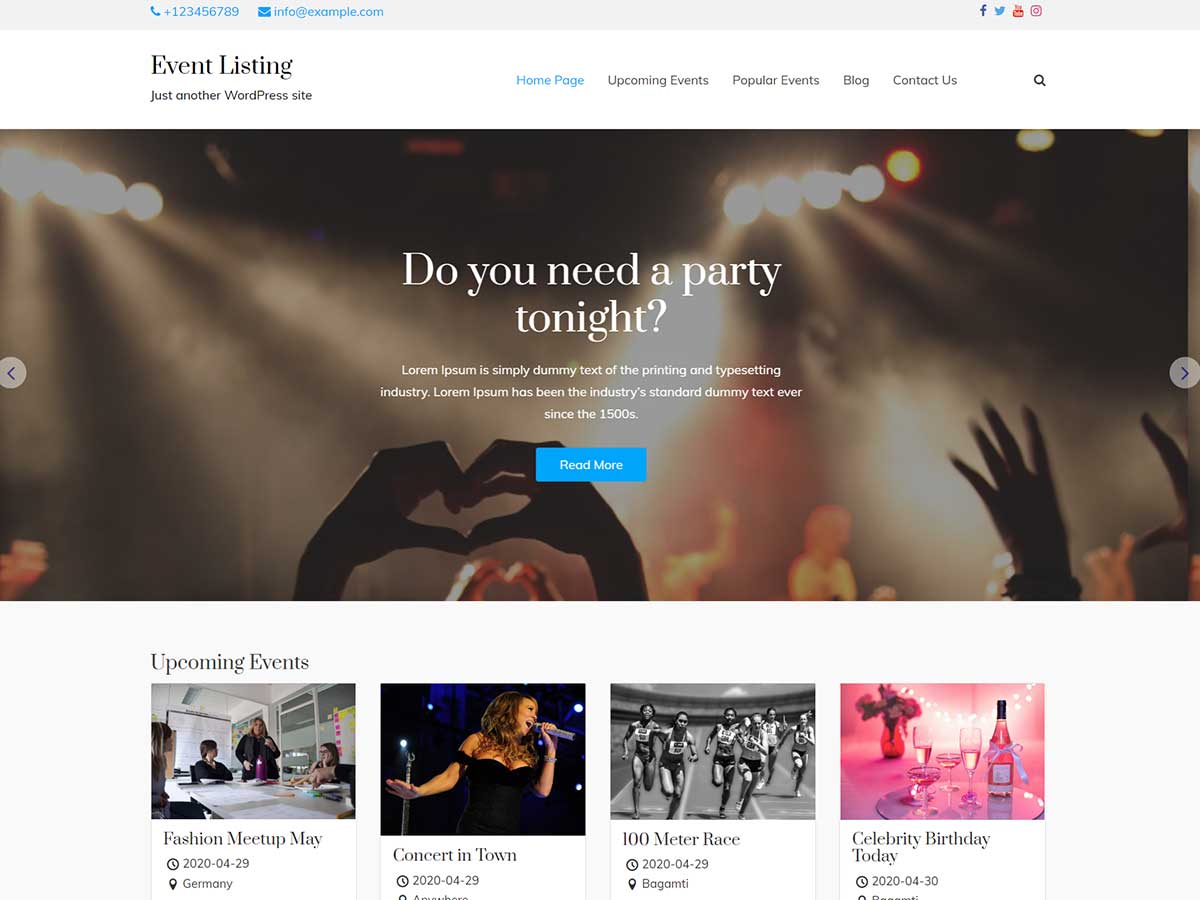 +123456789 info@example.com
Event Listing
Just another WordPress site
Home Page Upcoming Events Popular Events Blog Contact Us
Do you need a party
tonight?
Lorem Ipsum is simply dummy text of the printing and typesetting
industry. Lorem Ipsum has been the industry's standard dummy text ever
since the 1500s.
Read More
Upcoming Events
Fashion Meetup May
2020-04-29
Germany
Concert in Town
2020-04-29
Anywhere
100 Meter Race
2020-04-29
Bagamti
Celebrity Birthday
Today
2020-04-30
Bagamti